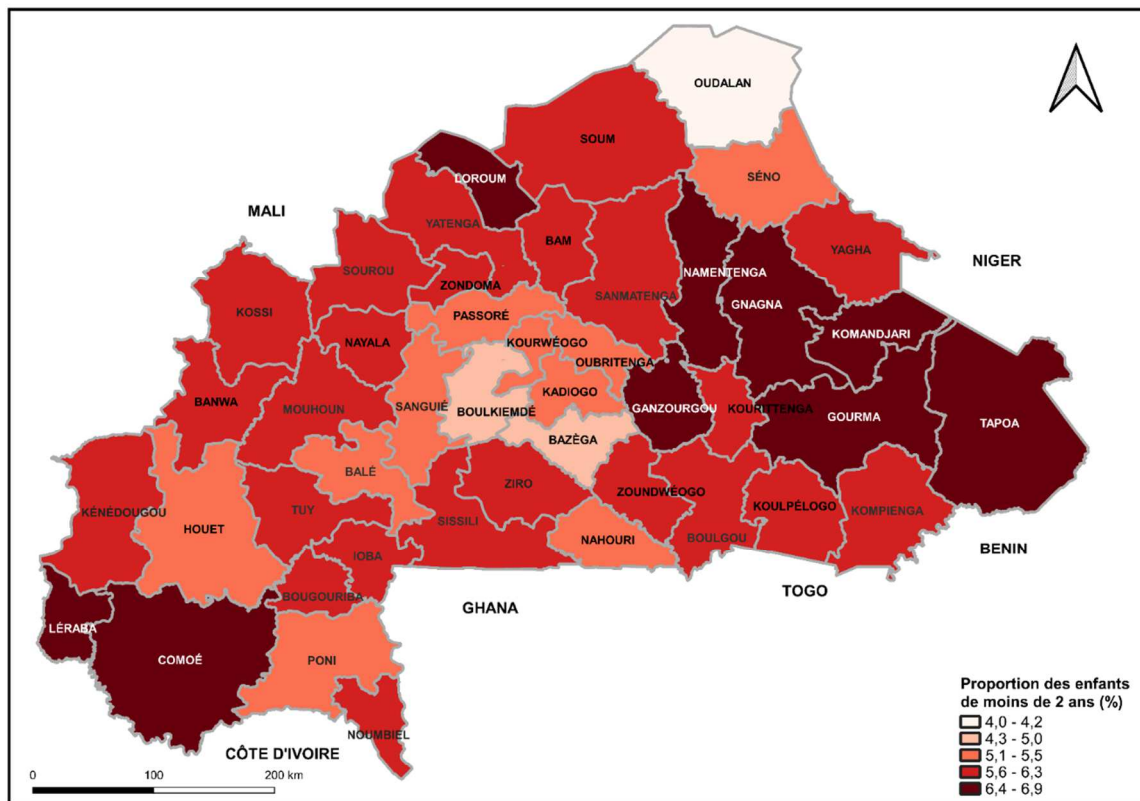 OUDALAN
SOUM
SÉNO
LOROUM
MALI
YATENGA
BAM
YAGHA
NIGER
SOUROU
NAMENTENGA
ZONDOMA
SANMATENGA
GNAGNA
KOSSI
PASSORÉ
KOMANDJARI
NAYALA
KOURWÉOGO
OUBRITENGA
KADIOGO
BANWA
MOUHOUN
SANGUIÉ
BOULKIEMDÉ
GANZOURGOU
KOURITTENGA
GOURMA
TAPOA
BAZÈGA
BALÉ
ZIRO
KÉNÉDOUGOU
HOUET
TUY
SISSILI
ZOUNDWÉOGO
KOULPÉLOGO
KOMPIENGA
NAHOURI
BOULGOU
IOBA
BENIN
BOUGOURIBA
TOGO
GHANA
LÉRABA
COMOÉ
PONI
NOUMBIEL
CÔTE D'IVOIRE
Proportion des enfants
de moins de 2 ans (%)
4,0 - 4,2
4,3 - 5,0
5,1 - 5,5
5,6 - 6,3
6,4 - 6,9
0 100 200 km